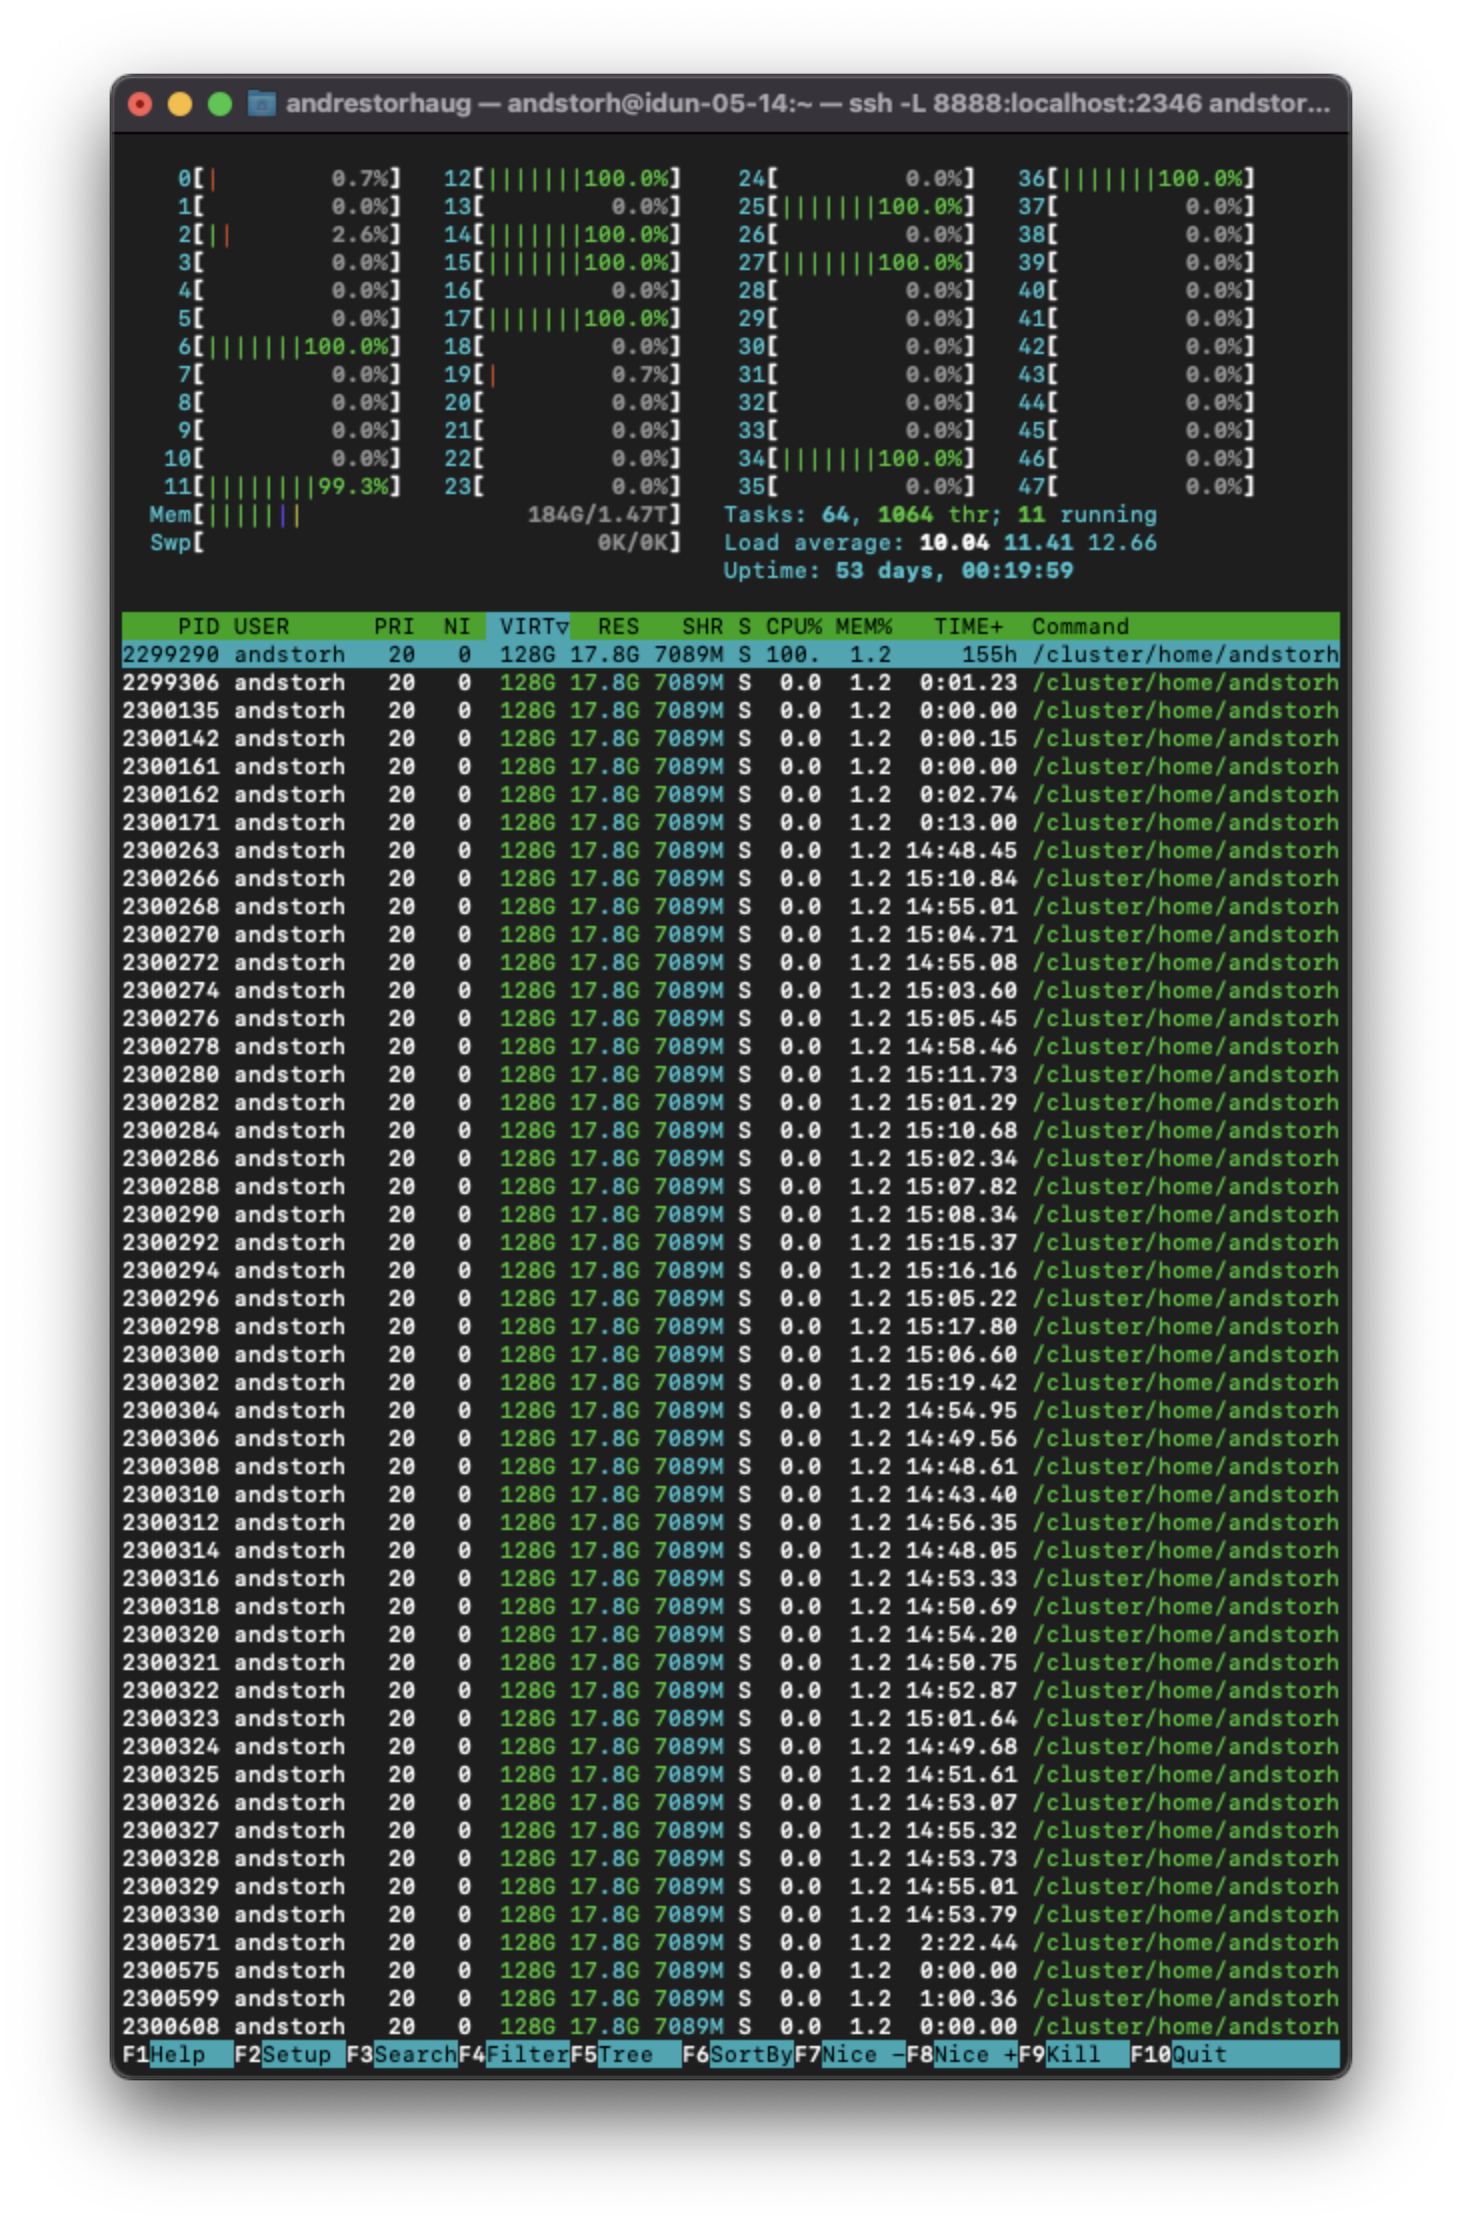 andrestorhaug — andstorh@idun-05-14:~ — ssh -L 8888:localhost:2346 andstor...
0[| 0.7%] 12[|||||||100.0%] 24[ 0.0%] 36[|||||||100.0%]
1[ 0.0%] 13[ 0.0%] 25[|||||||100.0%] 37[ 0.0%]
2[|| 2.6%] 14[|||||||100.0%] 26[ 0.0%] 38[ 0.0%]
3[ 0.0%] 15[|||||||100.0%] 27[|||||||100.0%] 39[ 0.0%]
4[ 0.0%] 16[ 0.0%] 28[ 0.0%] 40[ 0.0%]
5[ 0.0%] 17[|||||||100.0%] 29[ 0.0%] 41[ 0.0%]
6[|||||||100.0%] 18[ 0.0%] 30[ 0.0%] 42[ 0.0%]
7[ 0.0%] 19[| 0.7%] 31[ 0.0%] 43[ 0.0%]
8[ 0.0%] 20[ 0.0%] 32[ 0.0%] 44[ 0.0%]
9[ 0.0%] 21[ 0.0%] 33[ 0.0%] 45[ 0.0%]
10[ 0.0%] 22[ 0.0%] 34[|||||||100.0%] 46[ 0.0%]
11[||||||||99.3%] 23[ 0.0%] 35[ 0.0%] 47[ 0.0%]
Mem[||||||| 184G/1.47T] Tasks: 64, 1064 thr; 11 running
Swp[ 0K/0K] Load average: 10.04 11.41 12.66
Uptime: 53 days, 00:19:59
PID USER PRI NI VIRT▽ RES SHR S CPU% MEM% TIME+ Command
2299290 andstorh 20 0 128G 17.8G 7089M S 100. 1.2 155h /cluster/home/andstorh
2299306 andstorh 20 0 128G 17.8G 7089M S 0.0 1.2 0:01.23 /cluster/home/andstorh
2300135 andstorh 20 0 128G 17.8G 7089M S 0.0 1.2 0:00.00 /cluster/home/andstorh
2300142 andstorh 20 0 128G 17.8G 7089M S 0.0 1.2 0:00.15 /cluster/home/andstorh
2300161 andstorh 20 0 128G 17.8G 7089M S 0.0 1.2 0:00.00 /cluster/home/andstorh
2300162 andstorh 20 0 128G 17.8G 7089M S 0.0 1.2 0:02.74 /cluster/home/andstorh
2300171 andstorh 20 0 128G 17.8G 7089M S 0.0 1.2 0:13.00 /cluster/home/andstorh
2300263 andstorh 20 0 128G 17.8G 7089M S 0.0 1.2 14:48.45 /cluster/home/andstorh
2300266 andstorh 20 0 128G 17.8G 7089M S 0.0 1.2 15:10.84 /cluster/home/andstorh
2300268 andstorh 20 0 128G 17.8G 7089M S 0.0 1.2 14:55.01 /cluster/home/andstorh
2300270 andstorh 20 0 128G 17.8G 7089M S 0.0 1.2 15:04.71 /cluster/home/andstorh
2300272 andstorh 20 0 128G 17.8G 7089M S 0.0 1.2 14:55.08 /cluster/home/andstorh
2300274 andstorh 20 0 128G 17.8G 7089M S 0.0 1.2 15:03.60 /cluster/home/andstorh
2300276 andstorh 20 0 128G 17.8G 7089M S 0.0 1.2 15:05.45 /cluster/home/andstorh
2300278 andstorh 20 0 128G 17.8G 7089M S 0.0 1.2 14:58.46 /cluster/home/andstorh
2300280 andstorh 20 0 128G 17.8G 7089M S 0.0 1.2 15:11.73 /cluster/home/andstorh
2300282 andstorh 20 0 128G 17.8G 7089M S 0.0 1.2 15:01.29 /cluster/home/andstorh
2300284 andstorh 20 0 128G 17.8G 7089M S 0.0 1.2 15:10.68 /cluster/home/andstorh
2300286 andstorh 20 0 128G 17.8G 7089M S 0.0 1.2 15:02.34 /cluster/home/andstorh
2300288 andstorh 20 0 128G 17.8G 7089M S 0.0 1.2 15:07.82 /cluster/home/andstorh
2300290 andstorh 20 0 128G 17.8G 7089M S 0.0 1.2 15:08.34 /cluster/home/andstorh
2300292 andstorh 20 0 128G 17.8G 7089M S 0.0 1.2 15:15.37 /cluster/home/andstorh
2300294 andstorh 20 0 128G 17.8G 7089M S 0.0 1.2 15:16.16 /cluster/home/andstorh
2300296 andstorh 20 0 128G 17.8G 7089M S 0.0 1.2 15:05.22 /cluster/home/andstorh
2300298 andstorh 20 0 128G 17.8G 7089M S 0.0 1.2 15:17.80 /cluster/home/andstorh
2300300 andstorh 20 0 128G 17.8G 7089M S 0.0 1.2 15:06.60 /cluster/home/andstorh
2300302 andstorh 20 0 128G 17.8G 7089M S 0.0 1.2 15:19.42 /cluster/home/andstorh
2300304 andstorh 20 0 128G 17.8G 7089M S 0.0 1.2 14:54.95 /cluster/home/andstorh
2300306 andstorh 20 0 128G 17.8G 7089M S 0.0 1.2 14:49.56 /cluster/home/andstorh
2300308 andstorh 20 0 128G 17.8G 7089M S 0.0 1.2 14:48.61 /cluster/home/andstorh
2300310 andstorh 20 0 128G 17.8G 7089M S 0.0 1.2 14:43.40 /cluster/home/andstorh
2300312 andstorh 20 0 128G 17.8G 7089M S 0.0 1.2 14:56.35 /cluster/home/andstorh
2300314 andstorh 20 0 128G 17.8G 7089M S 0.0 1.2 14:48.05 /cluster/home/andstorh
2300316 andstorh 20 0 128G 17.8G 7089M S 0.0 1.2 14:53.33 /cluster/home/andstorh
2300318 andstorh 20 0 128G 17.8G 7089M S 0.0 1.2 14:50.69 /cluster/home/andstorh
2300320 andstorh 20 0 128G 17.8G 7089M S 0.0 1.2 14:54.20 /cluster/home/andstorh
2300321 andstorh 20 0 128G 17.8G 7089M S 0.0 1.2 14:50.75 /cluster/home/andstorh
2300322 andstorh 20 0 128G 17.8G 7089M S 0.0 1.2 14:52.87 /cluster/home/andstorh
2300323 andstorh 20 0 128G 17.8G 7089M S 0.0 1.2 15:01.64 /cluster/home/andstorh
2300324 andstorh 20 0 128G 17.8G 7089M S 0.0 1.2 14:49.68 /cluster/home/andstorh
2300325 andstorh 20 0 128G 17.8G 7089M S 0.0 1.2 14:51.61 /cluster/home/andstorh
2300326 andstorh 20 0 128G 17.8G 7089M S 0.0 1.2 14:53.07 /cluster/home/andstorh
2300327 andstorh 20 0 128G 17.8G 7089M S 0.0 1.2 14:55.32 /cluster/home/andstorh
2300328 andstorh 20 0 128G 17.8G 7089M S 0.0 1.2 14:53.73 /cluster/home/andstorh
2300329 andstorh 20 0 128G 17.8G 7089M S 0.0 1.2 14:55.01 /cluster/home/andstorh
2300330 andstorh 20 0 128G 17.8G 7089M S 0.0 1.2 14:53.79 /cluster/home/andstorh
2300571 andstorh 20 0 128G 17.8G 7089M S 0.0 1.2 2:22.44 /cluster/home/andstorh
2300575 andstorh 20 0 128G 17.8G 7089M S 0.0 1.2 0:00.00 /cluster/home/andstorh
2300599 andstorh 20 0 128G 17.8G 7089M S 0.0 1.2 1:00.36 /cluster/home/andstorh
2300608 andstorh 20 0 128G 17.8G 7089M S 0.0 1.2 0:00.00 /cluster/home/andstorh
F1Help F2Setup F3SearchF4FilterF5Tree F6SortByF7Nice -F8Nice +F9Kill F10Quit